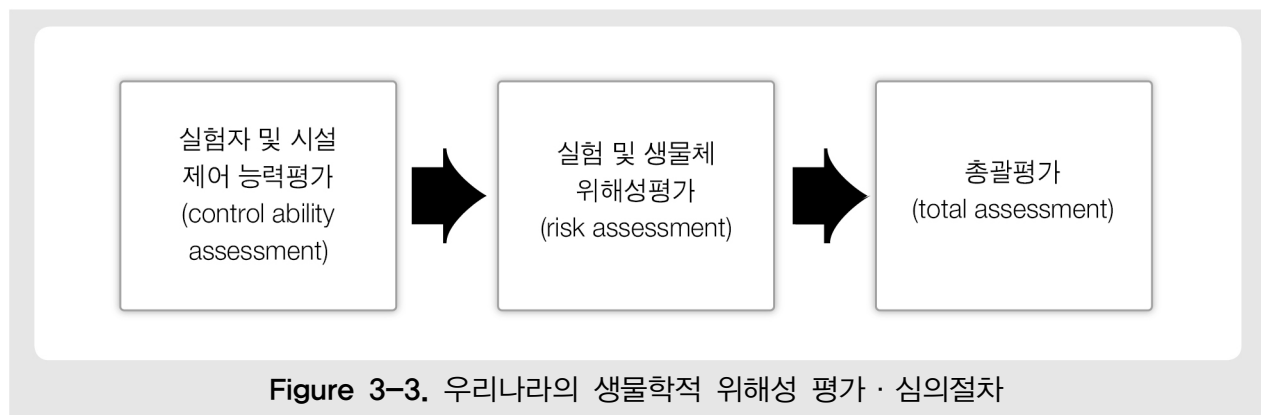 실험자 및 시설
제어 능력평가
(control ability
assessment)
실험 및 생물체
위해성평가
(risk assessment)
총괄평가
(total assessment)
Figure 3-3. 우리나라의 생물학적 위해성 평가 · 심의절차